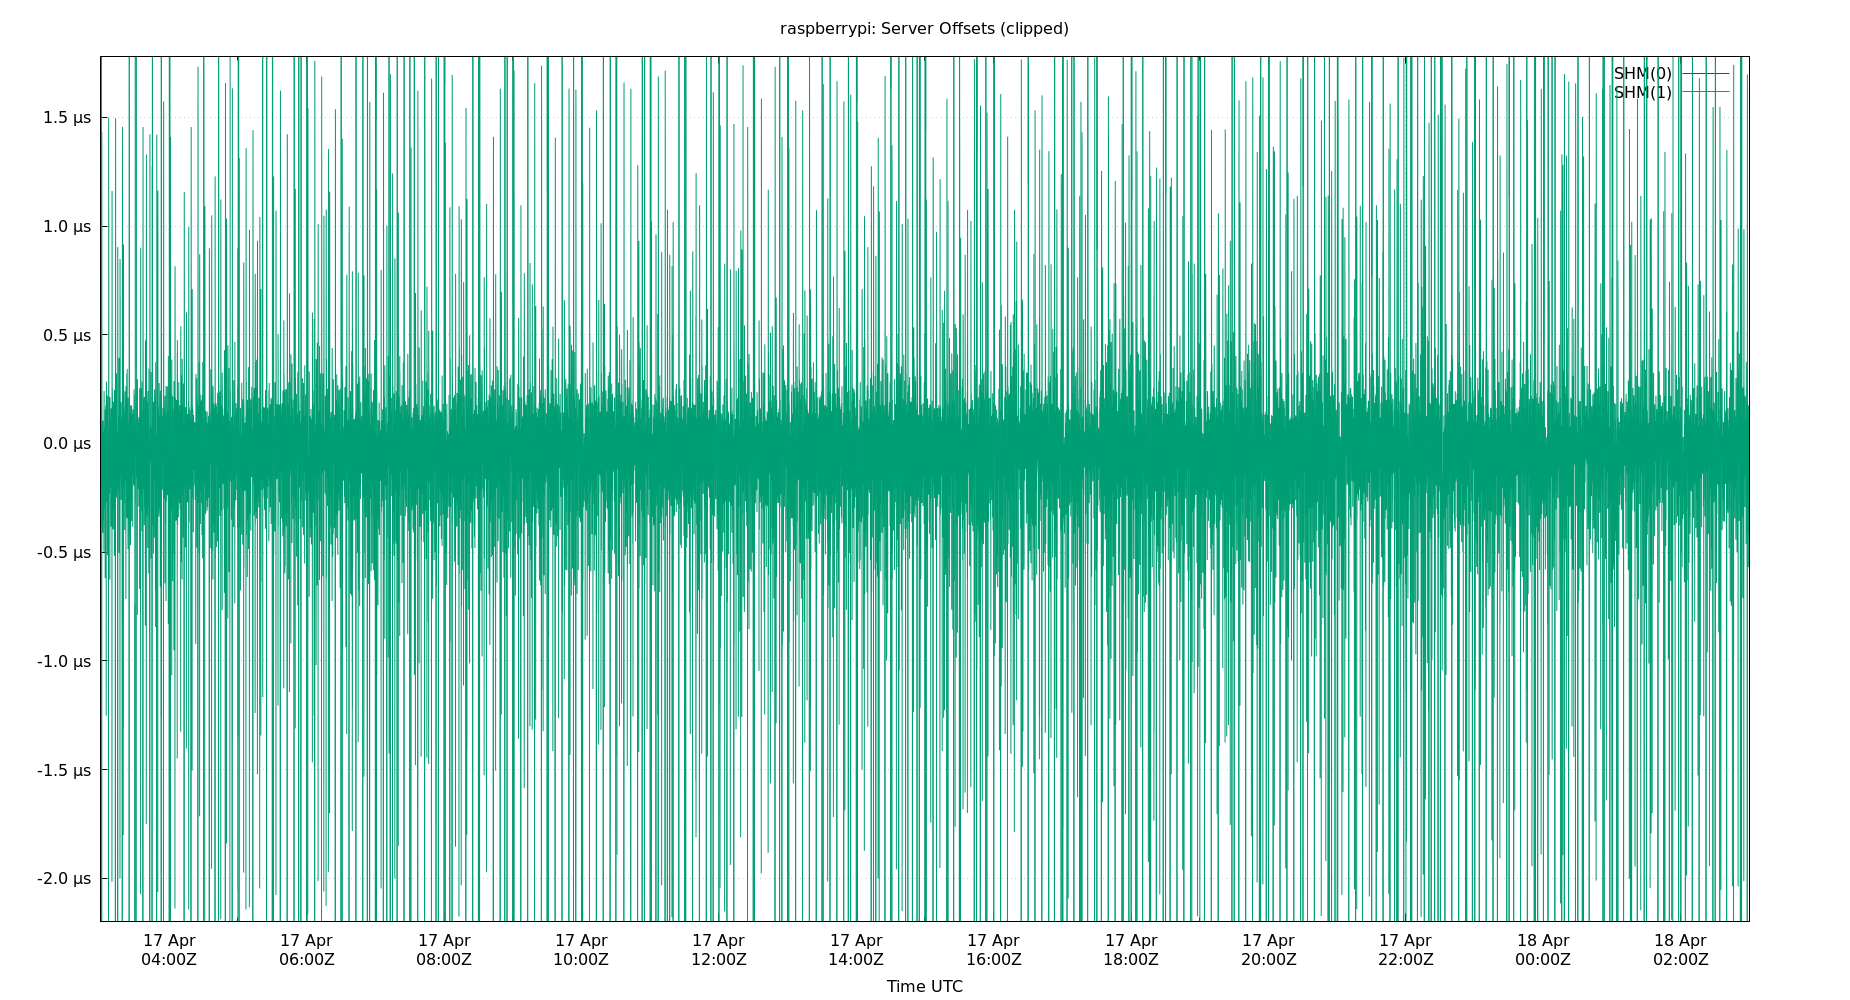 raspberrypi: Server Offsets (clipped)
SHM(0)
SHM(1)
1.5 µs
1.0 µs
0.5 µs
0.0 µs
-0.5 µs
-1.0 µs
-1.5 µs
-2.0 µs
17 Apr 17 Apr 17 Apr 17 Apr 17 Apr 17 Apr 17 Apr 17 Apr 17 Apr 17 Apr 18 Apr 18 Apr
04:00Z 06:00Z 08:00Z 10:00Z 12:00Z 14:00Z 16:00Z 18:00Z 20:00Z 22:00Z 00:00Z 02:00Z
Time UTC